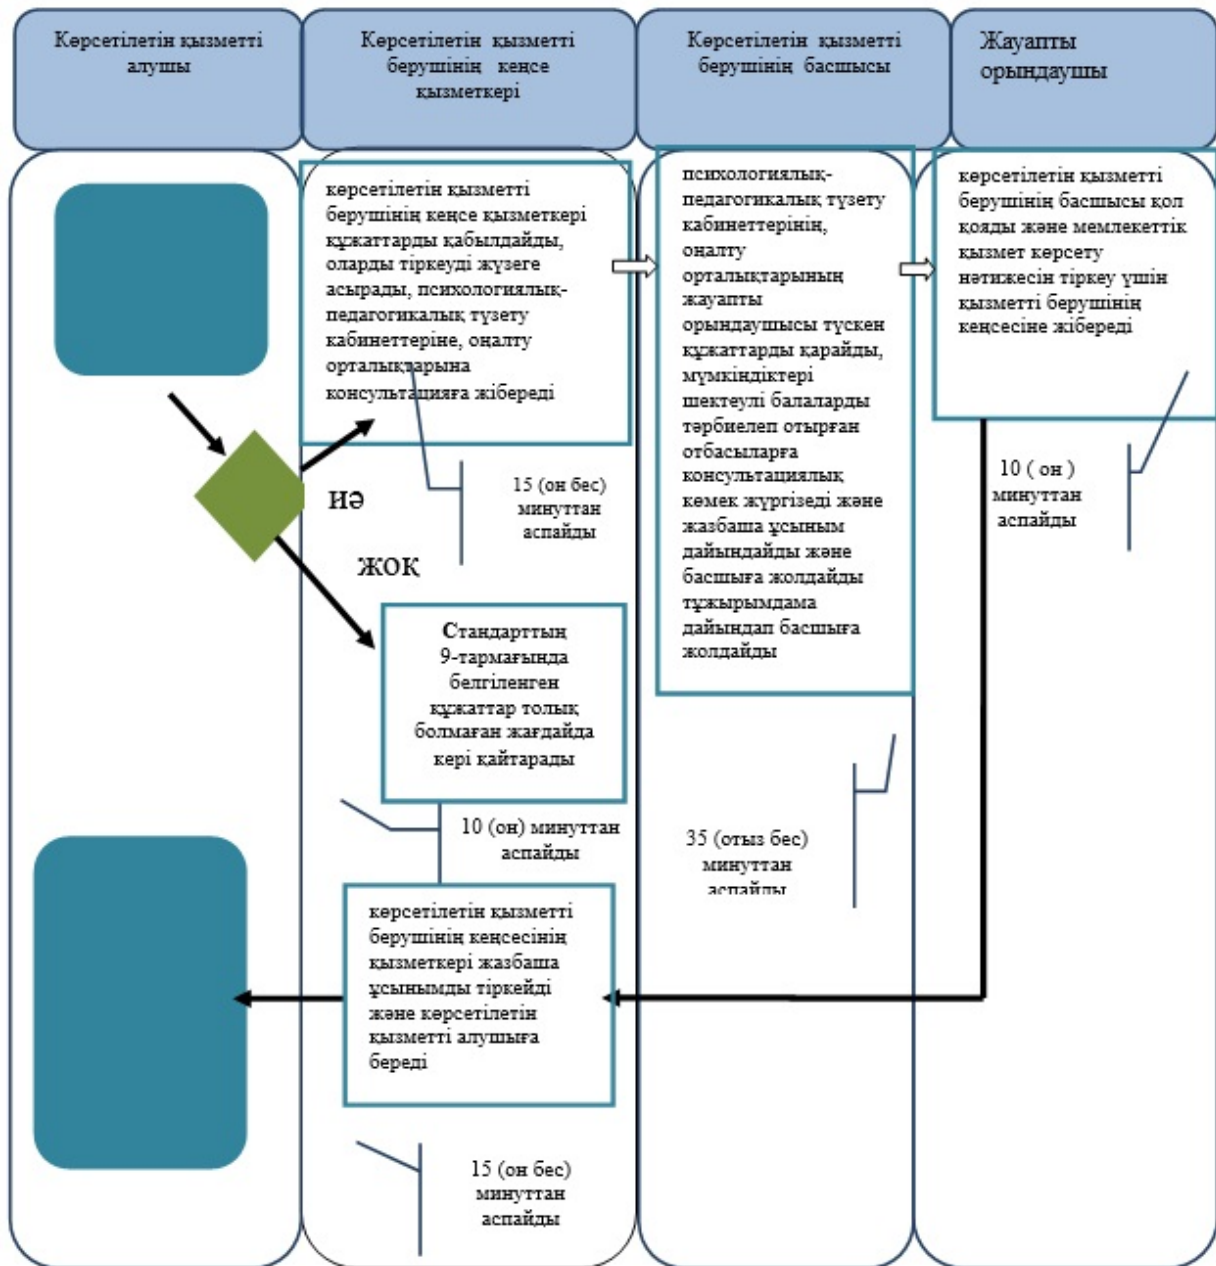 Көрсетілетін қызметті
алушы
Көрсетілетін қызметті
берушінің кеңсе
қызметкері
Көрсетілетін қызметті
берушінің басшысы
Жауапты
орындаушы
көрсетілетін қызметті
берушінің кеңсе қызметкері
құжаттарды қабылдайды,
оларды тіркеуді жүзеге
асырады, психологиялық-
педагогикалық түзету
кабинеттеріне, оңалту
орталықтарына
консультацияға жібереді
психологиялық-
педагогикалық түзету
кабинеттерінің,
оңалту
орталықтарының
жауапты
орындаушысы түскен
құжаттарды қарайды,
мүмкіндіктері
шектеулі балаларды
тәрбиелеп отырған
отбасыларға
консультациялық
көмек жүргізеді және
жазбаша ұсыным
дайындайды және
басшыға жолдайды
тұжырымдама
дайындап басшыға
жолдайды
көрсетілетін қызметті
берушінің басшысы қол
қояды және мемлекеттік
қызмет көрсету
нәтижесін тіркеу үшін
қызметті берушінің
кеңсесіне жібереді
15 (он бес)
минуттан
аспайды
10 ( он )
минуттан
аспайды
иә
жоқ
Стандарттың
9-тармағында
белгіленген
құжаттар толық
болмаған жағдайда
кері қайтарады
10 (он) минуттан
аспайды
35 (отыз бес)
минуттан
аспайды
көрсетілетін қызметті
берушінің кеңсесінің
қызметкері жазбаша
ұсынымды тіркейді
және көрсетілетін
қызметті алушыға
береді
15 (он бес)
минуттан
аспайды